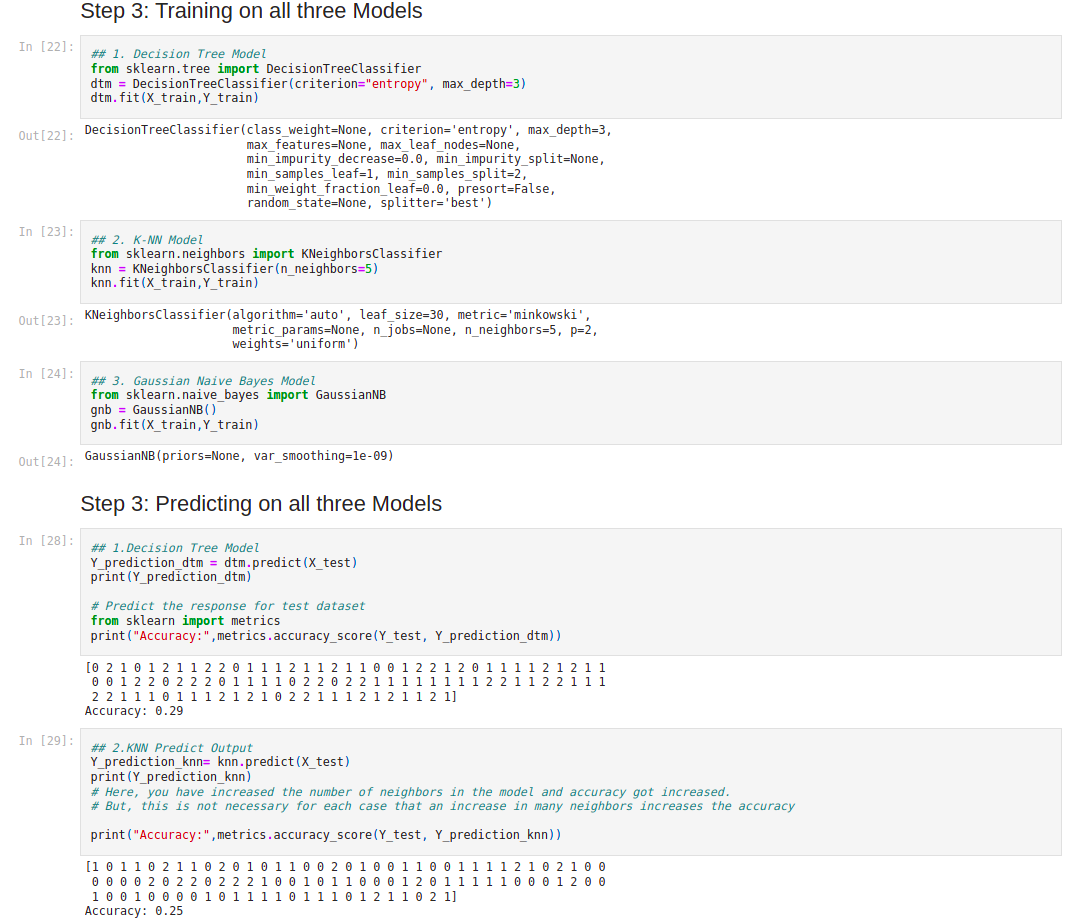 Step 3: Training on all three Models
In [22]:
## 1. Decision Tree Model
from sklearn.tree import DecisionTreeClassifier
dtm = DecisionTreeClassifier(criterion="entropy", max_depth=3)
dtm.fit(X_train,Y_train)
Out[22]:
DecisionTreeClassifier(class_weight=None, criterion='entropy', max_depth=3,
max_features=None, max_leaf_nodes=None,
min_impurity_decrease=0.0, min_impurity_split=None,
min_samples_leaf=1, min_samples_split=2,
min_weight_fraction_leaf=0.0, presort=False,
random_state=None, splitter='best')
In [23]:
## 2. K-NN Model
from sklearn.neighbors import KNeighborsClassifier
knn = KNeighborsClassifier(n_neighbors=5)
knn.fit(X_train,Y_train)
Out[23]:
KNeighborsClassifier(algorithm='auto', leaf_size=30, metric='minkowski',
metric_params=None, n_jobs=None, n_neighbors=5, p=2,
weights='uniform')
In [24]:
## 3. Gaussian Naive Bayes Model
from sklearn.naive_bayes import GaussianNB
gnb = GaussianNB()
gnb.fit(X_train,Y_train)
Out[24]:
GaussianNB(priors=None, var_smoothing=1e-09)
Step 3: Predicting on all three Models
In [28]:
## 1.Decision Tree Model
Y_prediction_dtm = dtm.predict(X_test)
print(Y_prediction_dtm)
# Predict the response for test dataset
from sklearn import metrics
print("Accuracy:",metrics.accuracy_score(Y_test, Y_prediction_dtm))
[0 2 1 0 1 2 1 1 2 2 0 1 1 1 2 1 1 2 1 1 0 0 1 2 2 1 2 0 1 1 1 1 2 1 2 1 1
0 0 1 2 2 0 2 2 2 0 1 1 1 1 0 2 2 0 2 2 1 1 1 1 1 1 1 1 2 2 1 1 2 2 1 1 1
2 2 1 1 1 0 1 1 1 2 1 2 1 0 2 2 1 1 1 2 1 2 1 1 2 1]
Accuracy: 0.29
In [29]:
## 2.KNN Predict Output
Y_prediction_knn= knn.predict(X_test)
print(Y_prediction_knn)
# Here, you have increased the number of neighbors in the model and accuracy got increased.
# But, this is not necessary for each case that an increase in many neighbors increases the accuracy
print("Accuracy:",metrics.accuracy_score(Y_test, Y_prediction_knn))
[1 0 1 1 0 2 1 1 0 2 0 1 0 1 1 0 0 2 0 1 0 0 1 1 0 0 1 1 1 1 2 1 0 2 1 0 0
0 0 0 0 2 0 2 2 0 2 2 2 1 0 0 1 0 1 1 0 0 0 1 2 0 1 1 1 1 1 0 0 0 1 2 0 0
1 0 0 1 0 0 0 0 1 0 1 1 1 1 0 1 1 1 0 1 2 1 1 0 2 1]
Accuracy: 0.25